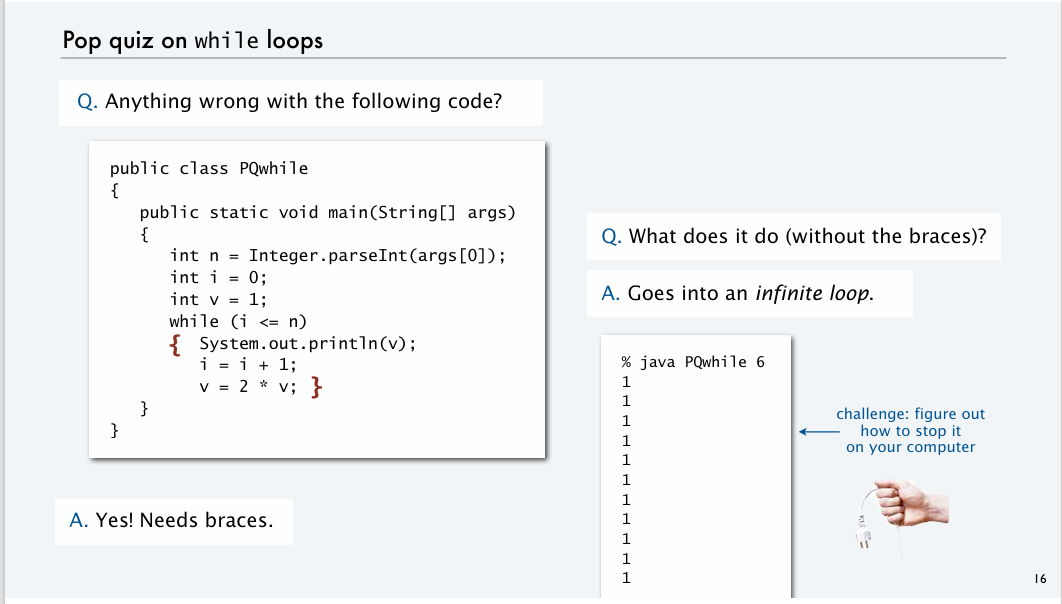 Pop quiz on while loops
Q. Anything wrong with the following code?
public class PQwhile
{
   public static void main(String[] args)
   {
      int n = Integer.parseInt(args[0]);
      int i = 0;
      int v = 1;
      while (i <= n)
      {  System.out.println(v);
         i = i + 1;
         v = 2 * v; }
   }
}
A. Yes! Needs braces.
Q. What does it do (without the braces)?
A. Goes into an infinite loop.
% java PQwhile 6
1
1
1
1
1
1
1
1
1
1
1
challenge: figure out
how to stop it
on your computer
16